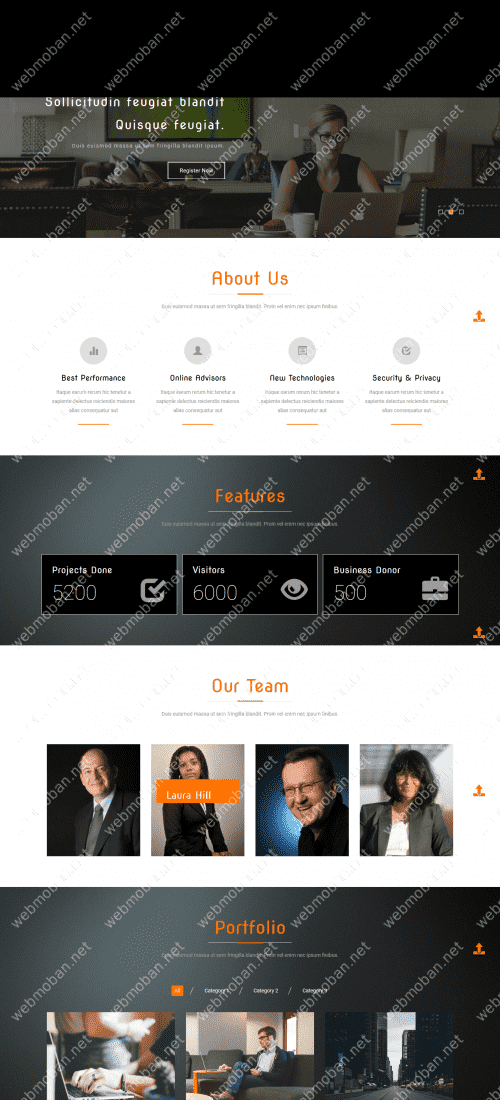 Sollicitudin feugiat blandit
Quisque feugiat.
Duis euismod massa ut sem fringilla blandit ipsum.
Register Now
About Us
Duis euismod massa ut sem fringilla blandit. Proin vel enim nec ipsum finibus.
Best Performance
Online Advisors
New Technologies
Security & Privacy
Itaque earum rerum hic tenetur a
sapiente delectus reiciendis maiores
alias consequatur aut
Itaque earum rerum hic tenetur a
sapiente delectus reiciendis maiores
alias consequatur aut
Itaque earum rerum hic tenetur a
sapiente delectus reiciendis maiores
alias consequatur aut
Itaque earum rerum hic tenetur a
sapiente delectus reiciendis maiores
alias consequatur aut
Features
Duis euismod massa ut sem fringilla blandit. Proin vel enim nec ipsum finibus.
Projects Done
5200
Visitors
6000
Business Donor
500
Our Team
Duis euismod massa ut sem fringilla blandit. Proin vel enim nec ipsum finibus.
Laura Hill
Portfolio
Duis euismod massa ut sem fringilla blandit. Proin vel enim nec ipsum finibus.
All / Category 1 / Category 2 / Category 3
webmoban.net